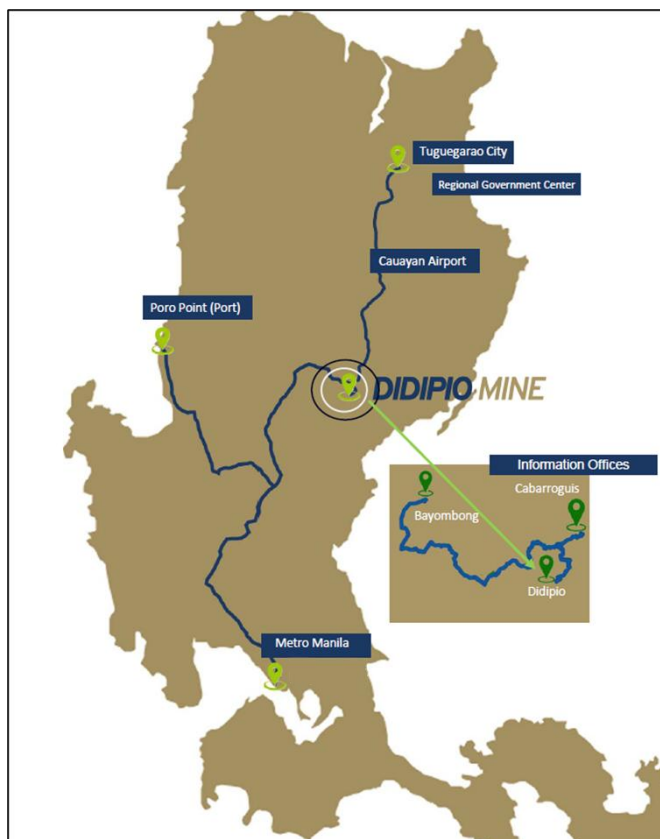 Tuguegarao City
Regional Government Center
Cauayan Airport
Poro Point (Port)
DIDIPIO MINE
Information Offices
Cabarroguis
Bayombong
Didipio
Metro Manila